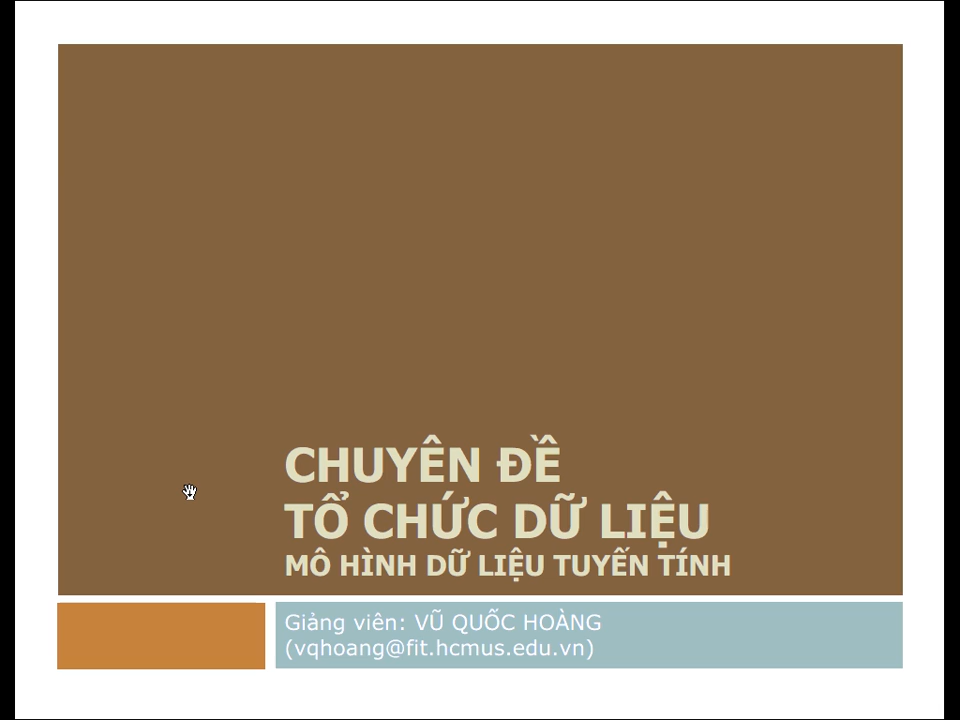 CHUYÊN ĐỀ
TỔ CHỨC DỮ LIỆU
MÔ HÌNH DỮ LIỆU TUYẾN TÍNH
Giảng viên: VŨ QUỐC HOÀNG
(vqhoang@fit.hcmus.edu.vn)